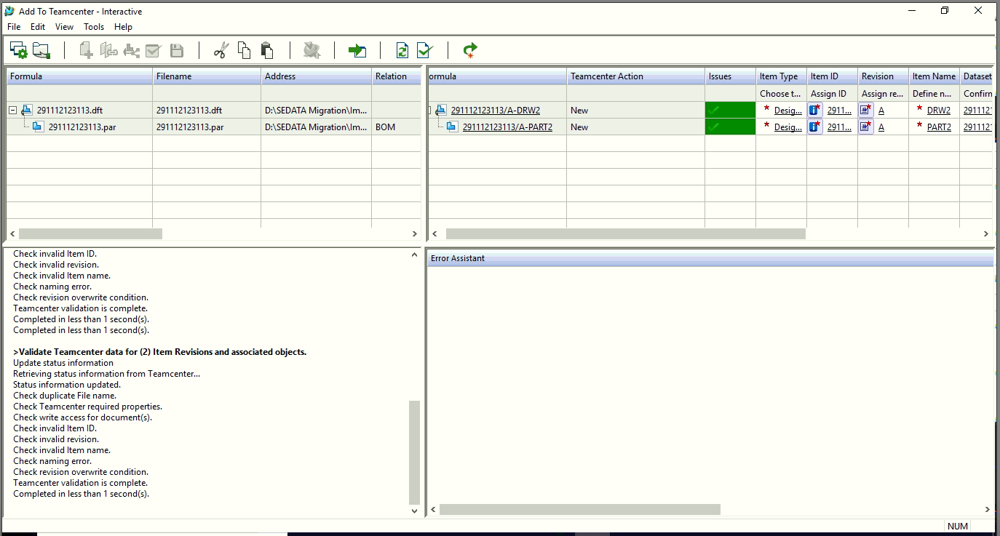 Add To Teamcenter - Interactive
File Edit View Tools Help
Formula Filename Address Relation
291112123113.dft 291112123113.dft D:\SEDATA Migration\Im...
291112123113.par 291112123113.par D:\SEDATA Migration\Im... BOM
ormula Teamcenter Action Issues Item Type Item ID Revision Item Name Dataset
Choose t... Assign ID Assign re... Define n... Confirm
291112123113/A-DRW2 New * Desig... 2911... A * DRW2 291112
291112123113/A-PART2 New * Desig... 2911... A * PART2 291112
Check invalid Item ID.
Check invalid revision.
Check invalid Item name.
Check naming error.
Check revision overwrite condition.
Teamcenter validation is complete.
Completed in less than 1 second(s).
Completed in less than 1 second(s).
>Validate Teamcenter data for (2) Item Revisions and associated objects.
Update status information
Retrieving status information from Teamcenter...
Status information updated.
Check duplicate File name.
Check Teamcenter required properties.
Check write access for document(s).
Check invalid Item ID.
Check invalid revision.
Check invalid Item name.
Check naming error.
Check revision overwrite condition.
Teamcenter validation is complete.
Completed in less than 1 second(s).
Error Assistant
NUM